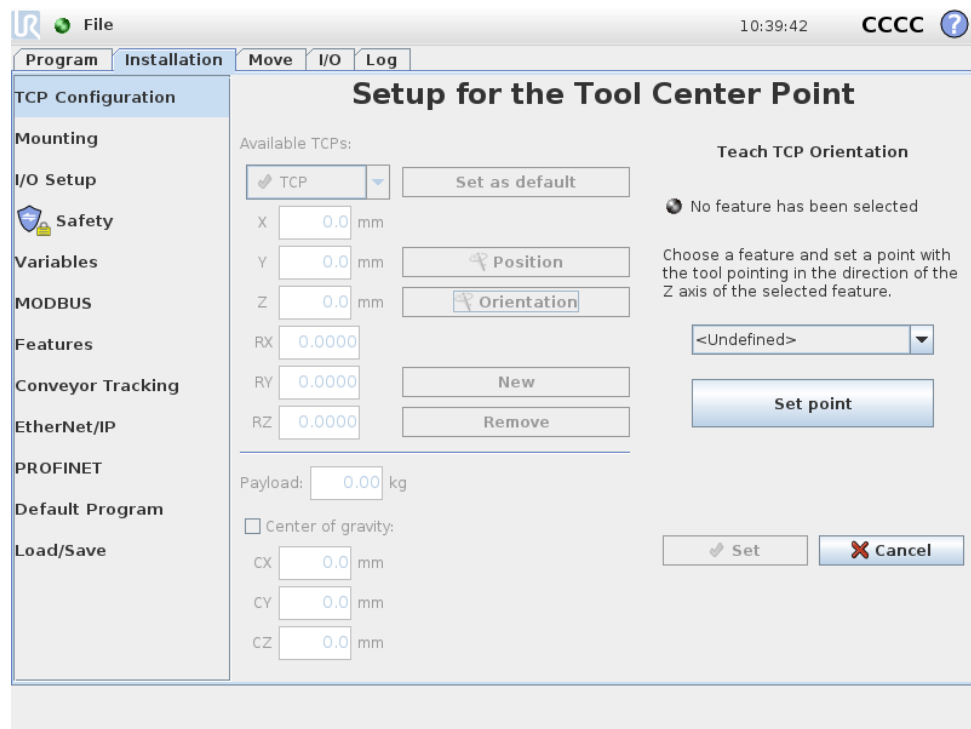 UR File 10:39:42 CCCC ?
Program Installation Move I/O Log
TCP Configuration
Mounting
I/O Setup
Safety
Variables
MODBUS
Features
Conveyor Tracking
EtherNet/IP
PROFINET
Default Program
Load/Save
Setup for the Tool Center Point
Available TCPs:
TCP Set as default
X 0.0 mm
Y 0.0 mm Position
Z 0.0 mm Orientation
RX 0.0000
RY 0.0000 New
RZ 0.0000 Remove
Payload: 0.00 kg
Center of gravity:
CX 0.0 mm
CY 0.0 mm
CZ 0.0 mm
Teach TCP Orientation
No feature has been selected
Choose a feature and set a point with
the tool pointing in the direction of the
Z axis of the selected feature.
<Undefined>
Set point
Set Cancel